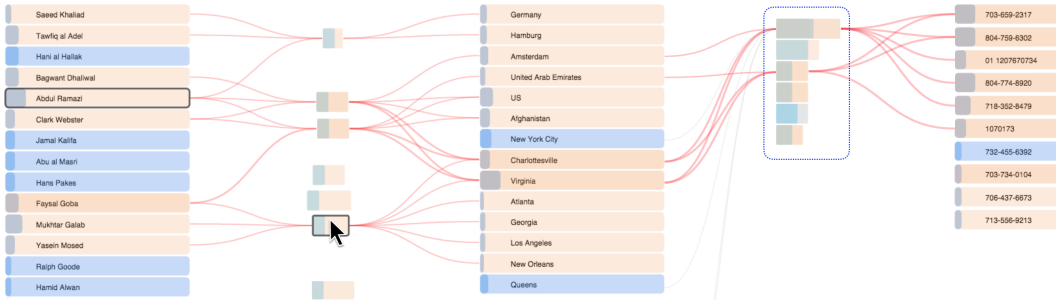 Saeed Khaliad
Tawfiq al Adel
Hani al Hallak
Bagwant Dhaliwal
Abdul Ramazi
Clark Webster
Jamal Kalifa
Abu al Masri
Hans Pakes
Faysal Goba
Mukhtar Galab
Yasein Mosed
Ralph Goode
Hamid Alwan
Germany
Hamburg
Amsterdam
United Arab Emirates
US
Afghanistan
New York City
Charlottesville
Virginia
Atlanta
Georgia
Los Angeles
New Orleans
Queens
703-659-2317
804-759-6302
01 1207670734
804-774-8920
718-352-8479
1070173
732-455-6392
703-734-0104
706-437-6673
713-556-9213